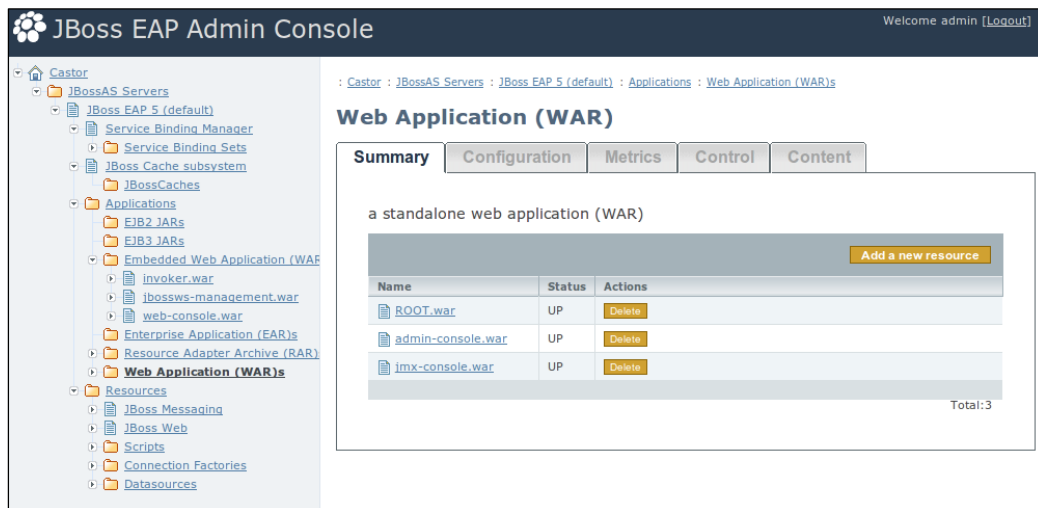 JBoss EAP Admin Console
Welcome admin [Logout]
Castor
JBossAS Servers
JBoss EAP 5 (default)
Service Binding Manager
Service Binding Sets
JBoss Cache subsystem
JBossCaches
Applications
EJB2 JARs
EJB3 JARs
Embedded Web Application (WAR
invoker.war
jbossws-management.war
web-console.war
Enterprise Application (EAR)s
Resource Adapter Archive (RAR)
Web Application (WAR)s
Resources
JBoss Messaging
JBoss Web
Scripts
Connection Factories
Datasources
: Castor : JBossAS Servers : JBoss EAP 5 (default) : Applications : Web Application (WAR)s
Web Application (WAR)
Summary Configuration Metrics Control Content
a standalone web application (WAR)
Add a new resource
Name Status Actions
ROOT.war UP Delete
admin-console.war UP Delete
jmx-console.war UP Delete
Total:3